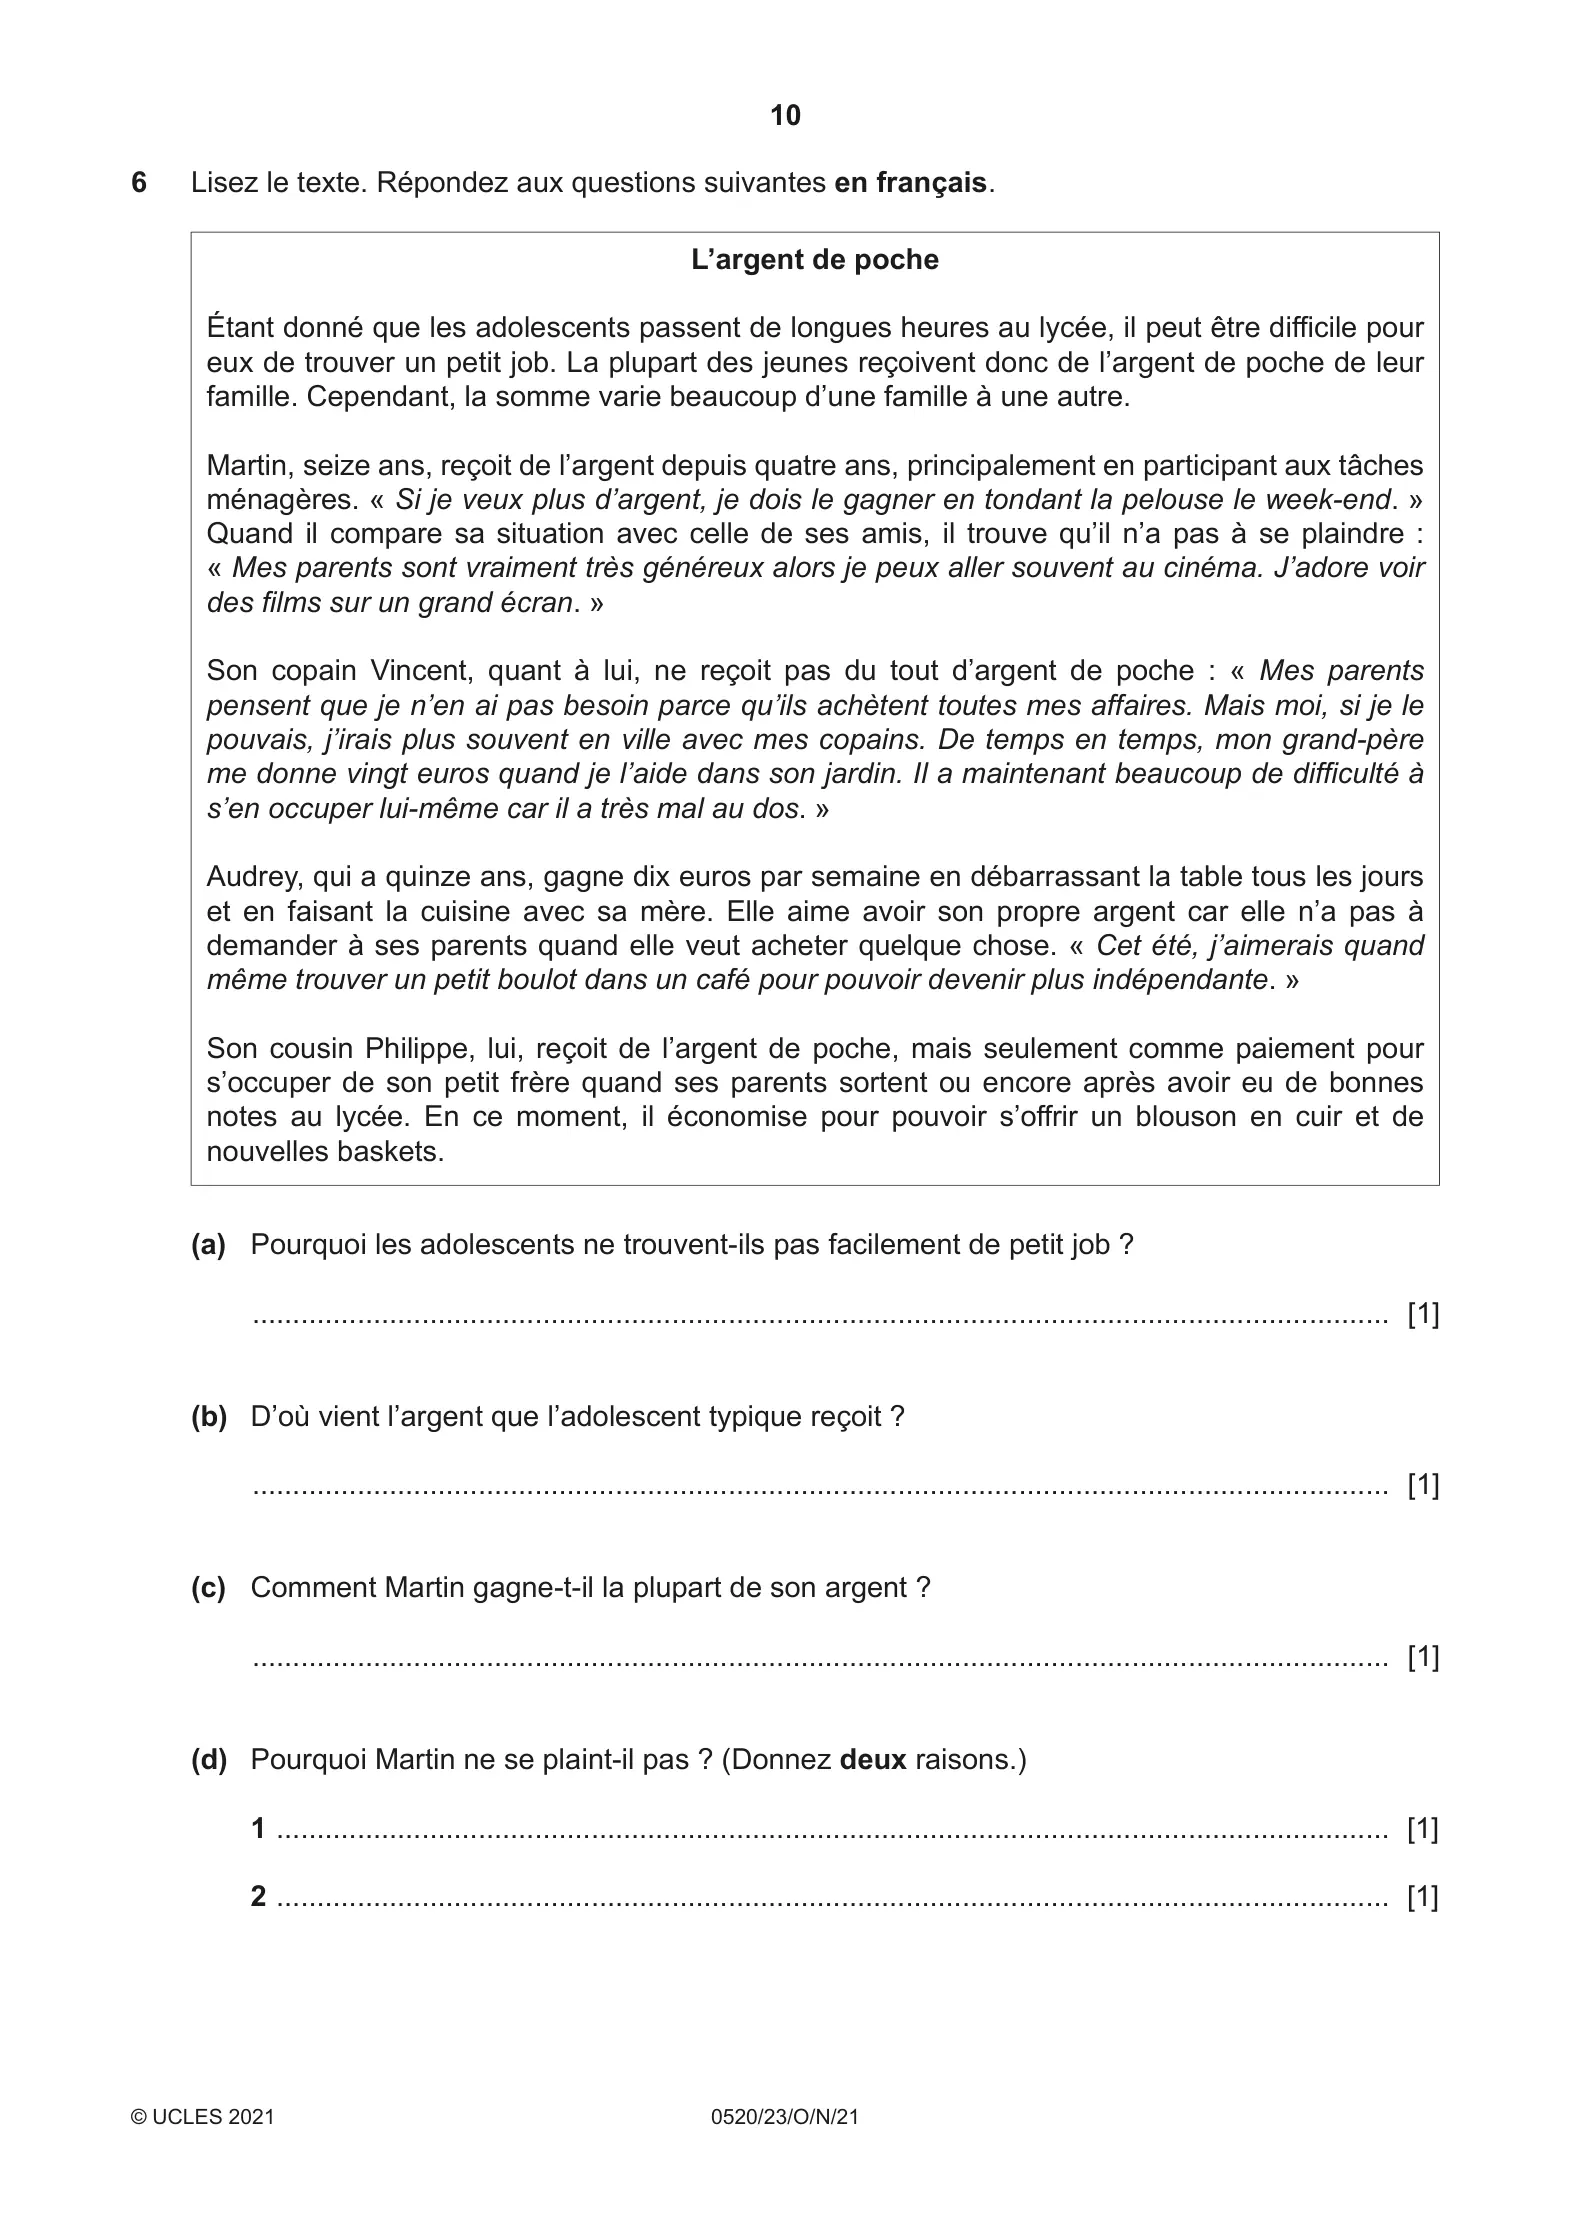 10
6 Lisez le texte. Répondez aux questions suivantes en français.
L’argent de poche
Étant donné que les adolescents passent de longues heures au lycée, il peut être difficile pour
eux de trouver un petit job. La plupart des jeunes reçoivent donc de l’argent de poche de leur
famille. Cependant, la somme varie beaucoup d’une famille à une autre.
Martin, seize ans, reçoit de l’argent depuis quatre ans, principalement en participant aux tâches
ménagères. « Si je veux plus d’argent, je dois le gagner en tondant la pelouse le week-end. »
Quand il compare sa situation avec celle de ses amis, il trouve qu’il n’a pas à se plaindre :
« Mes parents sont vraiment très généreux alors je peux aller souvent au cinéma. J’adore voir
des films sur un grand écran. »
Son copain Vincent, quant à lui, ne reçoit pas du tout d’argent de poche : « Mes parents
pensent que je n’en ai pas besoin parce qu’ils achètent toutes mes affaires. Mais moi, si je le
pouvais, j’irais plus souvent en ville avec mes copains. De temps en temps, mon grand-père
me donne vingt euros quand je l’aide dans son jardin. Il a maintenant beaucoup de difficulté à
s’en occuper lui-même car il a très mal au dos. »
Audrey, qui a quinze ans, gagne dix euros par semaine en débarrassant la table tous les jours
et en faisant la cuisine avec sa mère. Elle aime avoir son propre argent car elle n’a pas à
demander à ses parents quand elle veut acheter quelque chose. « Cet été, j’aimerais quand
même trouver un petit boulot dans un café pour pouvoir devenir plus indépendante. »
Son cousin Philippe, lui, reçoit de l’argent de poche, mais seulement comme paiement pour
s’occuper de son petit frère quand ses parents sortent ou encore après avoir eu de bonnes
notes au lycée. En ce moment, il économise pour pouvoir s’offrir un blouson en cuir et de
nouvelles baskets.
(a) Pourquoi les adolescents ne trouvent-ils pas facilement de petit job ?
[1]
(b) D’où vient l’argent que l’adolescent typique reçoit ?
[1]
(c) Comment Martin gagne-t-il la plupart de son argent ?
[1]
(d) Pourquoi Martin ne se plaint-il pas ? (Donnez deux raisons.)
1 [1]
2 [1]
© UCLES 2021 0520/23/O/N/21